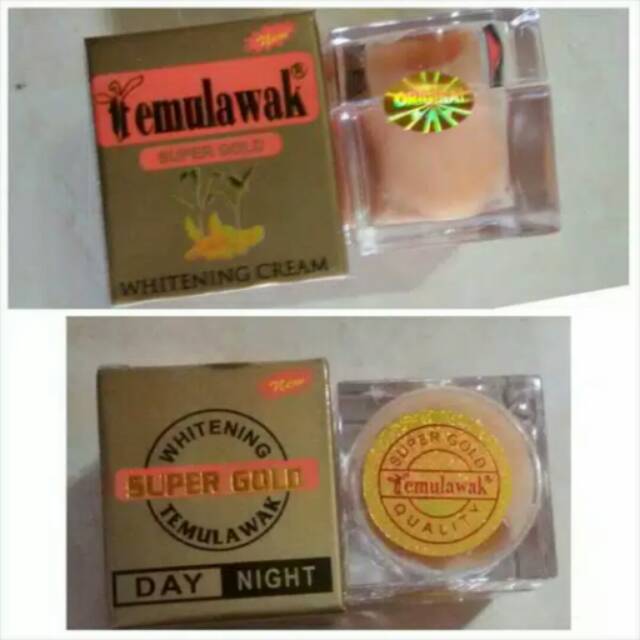 New
Temulawak®
SUPER GOLD
WHITENING CREAM
ORIGINAL
New
WHITENING
SUPER GOLD
TEMULAWAK
DAY NIGHT
SUPER GOLD
Temulawak®
QUALITY